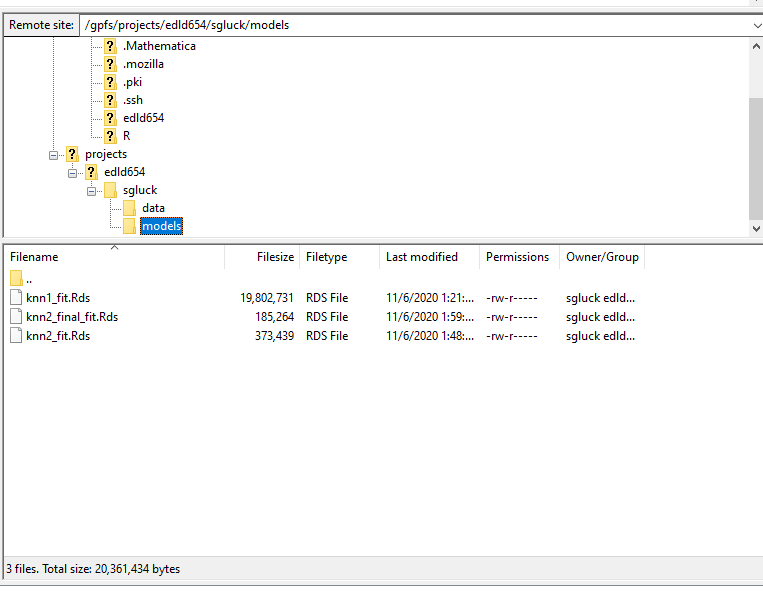 Remote site: /gpfs/projects/edld654/sgluck/models
.Mathematica
.mozilla
.pki
.ssh
edld654
R
projects
edld654
sgluck
data
models
Filename Filesize Filetype Last modified Permissions Owner/Group
..
knn1_fit.Rds 19,802,731 RDS File 11/6/2020 1:21:... -rw-r----- sgluck edld...
knn2_final_fit.Rds 185,264 RDS File 11/6/2020 1:59:... -rw-r----- sgluck edld...
knn2_fit.Rds 373,439 RDS File 11/6/2020 1:48:... -rw-r----- sgluck edld...
3 files. Total size: 20,361,434 bytes